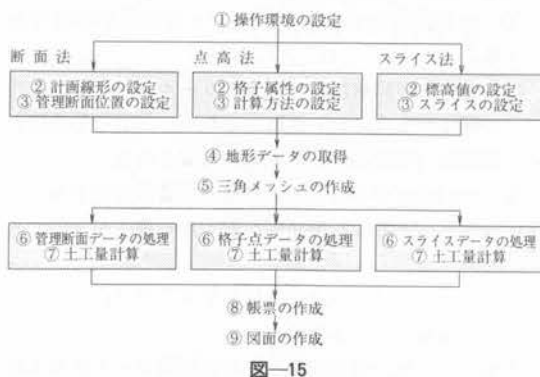 ① 操作環境の設定
断面法
点高法
スライス法
② 計画線形の設定
③ 管理断面位置の設定
② 格子属性の設定
③ 計算方法の設定
② 標高値の設定
③ スライスの設定
④ 地形データの取得
⑤ 三角メッシュの作成
⑥ 管理断面データの処理
⑦ 土工量計算
⑥ 格子点データの処理
⑦ 土工量計算
⑥ スライスデータの処理
⑦ 土工量計算
⑧ 帳票の作成
⑨ 図面の作成
図—15